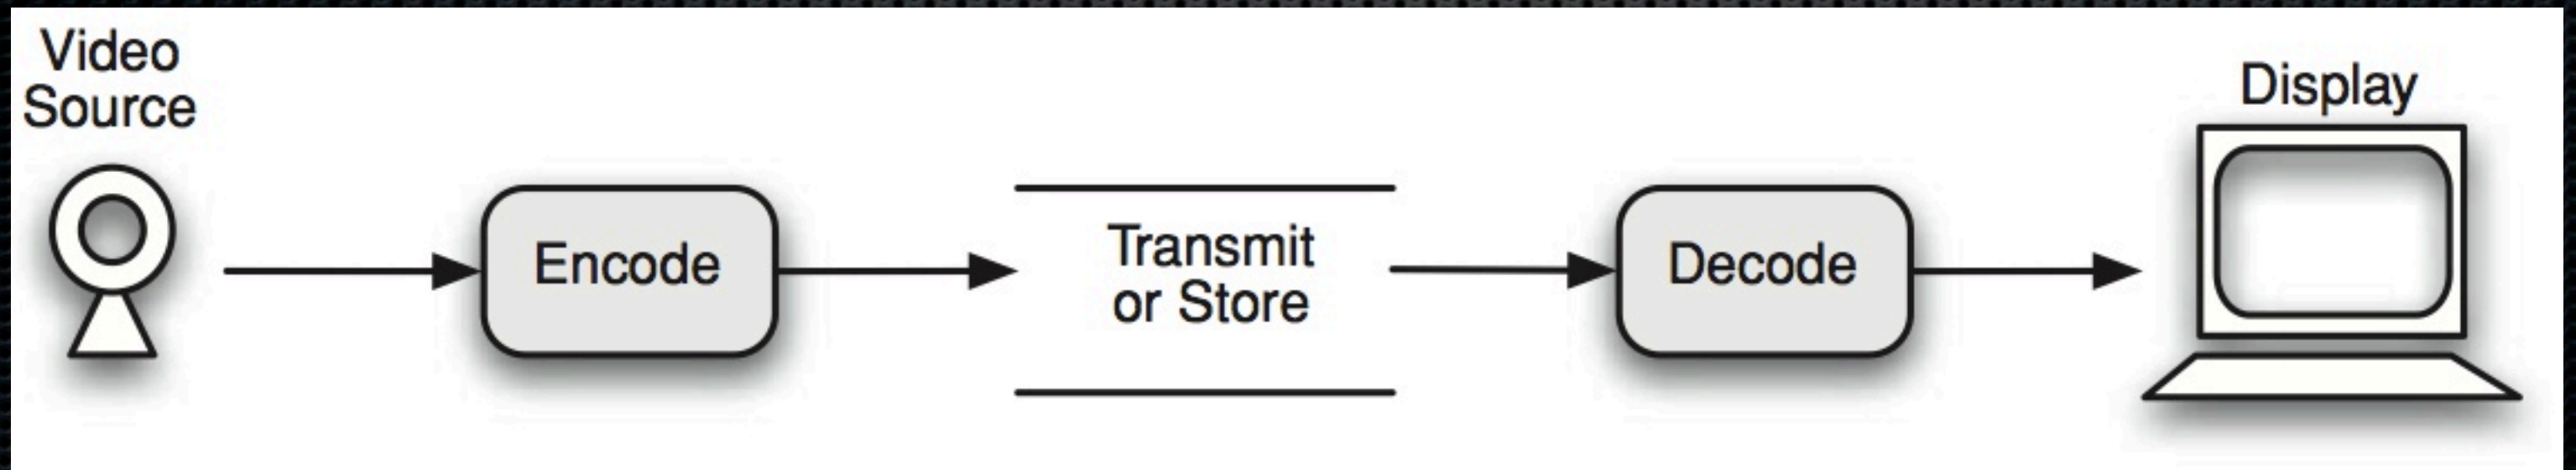 Video
Source
Encode
Transmit
or Store
Decode
Display